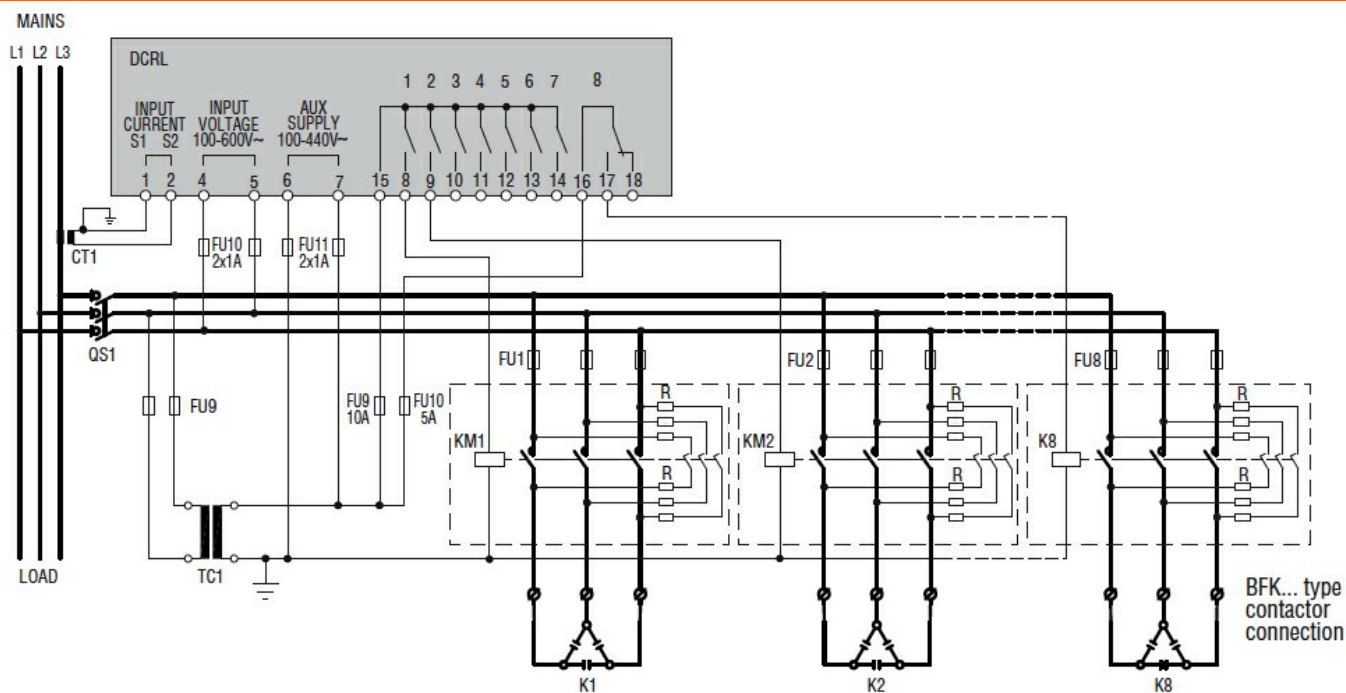 MAINS
L1 L2 L3
DCRL
1 2 3 4 5 6 7 8
INPUT CURRENT
S1 S2
INPUT VOLTAGE
100-600V~
AUX SUPPLY
100-440V~
1 2 4 5 6 7 15 8 9 10 11 12 13 14 16 17 18
CT1
FU10
2x1A
FU11
2x1A
QS1
FU1
FU2
FU8
FU9
FU9
10A
FU10
5A
R
R
R
KM1
KM2
K8
R
R
R
LOAD
TC1
BFK... type
contactor
connection
K1
K2
K8